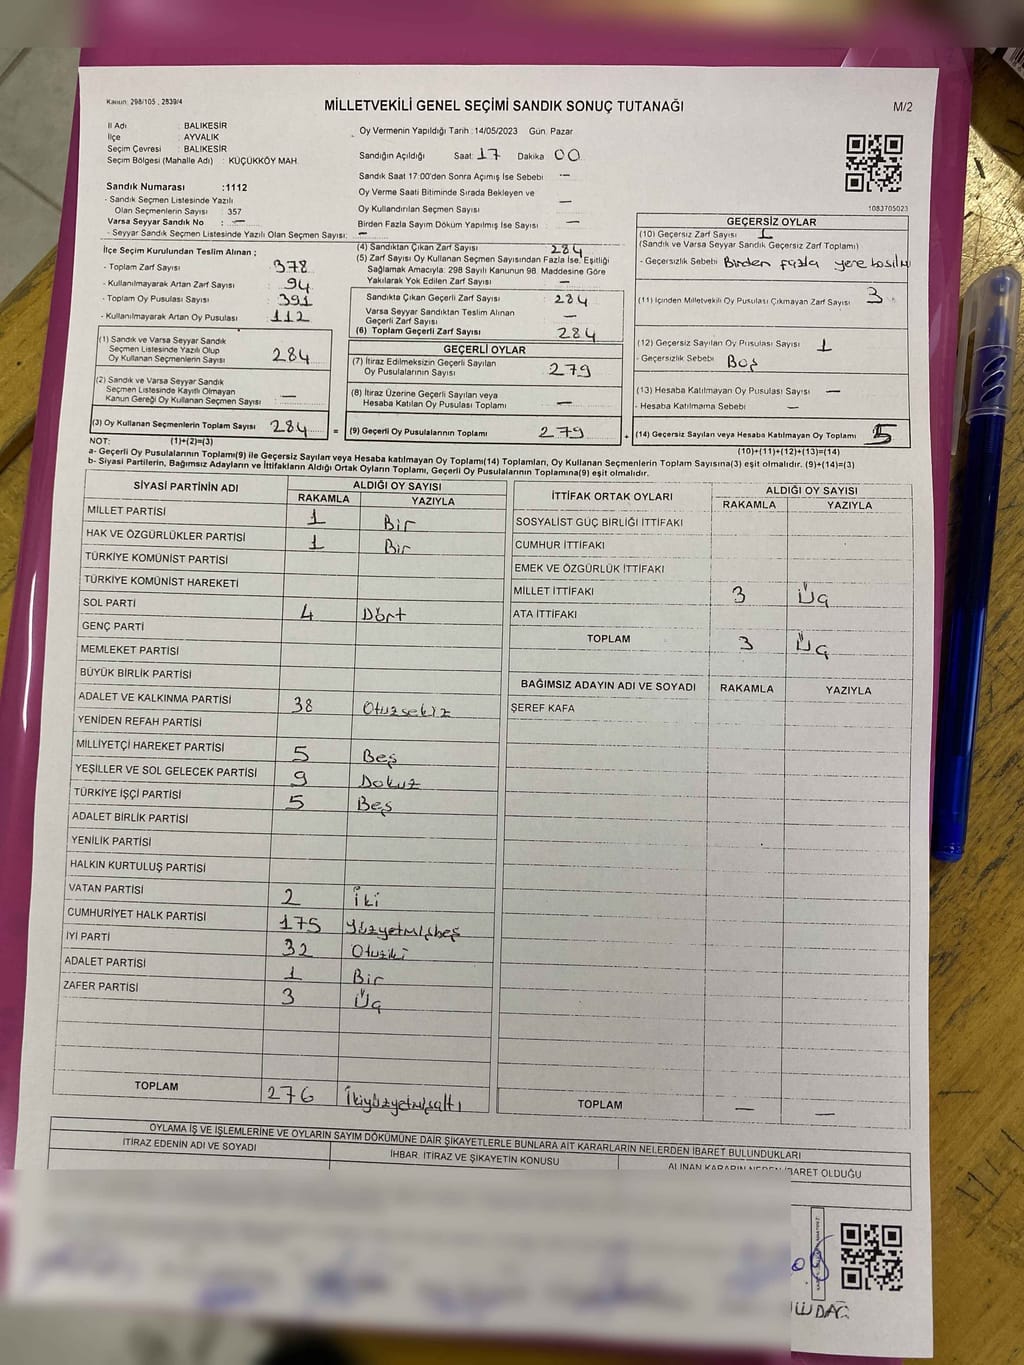 Kanun: 298/105 , 2839/4
MİLLETVEKİLİ GENEL SEÇİMİ SANDIK SONUÇ TUTANAĞI
M/2
İl Adı : BALIKESİR
İlçe : AYVALIK
Seçim Çevresi : BALIKESİR
Seçim Bölgesi (Mahalle Adı) : KÜÇÜKKÖY MAH.
Sandık Numarası :1112
- Sandık Seçmen Listesinde Yazılı
Olan Seçmenlerin Sayısı : 357
Varsa Seyyar Sandık No : —
- Seyyar Sandık Seçmen Listesinde Yazılı Olan Seçmen Sayısı: —
Oy Vermenin Yapıldığı Tarih : 14/05/2023 Gün: Pazar
Sandığın Açıldığı Saat: 17 Dakika 00
Sandık Saat 17:00'den Sonra Açımış İse Sebebi —
Oy Verme Saati Bitiminde Sırada Bekleyen ve
Oy Kullandırılan Seçmen Sayısı —
Birden Fazla Sayım Döküm Yapılmış İse Sayısı —
1083705023
İlçe Seçim Kurulundan Teslim Alınan ;
- Toplam Zarf Sayısı 378
- Kullanılmayarak Artan Zarf Sayısı 94
- Toplam Oy Pusulası Sayısı 391
- Kullanılmayarak Artan Oy Pusulası 112
(1) Sandık ve Varsa Seyyar Sandık
Seçmen Listesinde Yazılı Olup
Oy Kullanan Seçmenlerin Sayısı 284
(2) Sandık ve Varsa Seyyar Sandık
Seçmen Listesinde Kayıtlı Olmayan
Kanun Gereği Oy Kullanan Seçmen Sayısı —
(3) Oy Kullanan Seçmenlerin Toplam Sayısı 284 =
(4) Sandıktan Çıkan Zarf Sayısı 284
(5) Zarf Sayısı Oy Kullanan Seçmen Sayısından Fazla İse, Eşitliği
Sağlamak Amacıyla; 298 Sayılı Kanunun 98. Maddesine Göre
Yakılarak Yok Edilen Zarf Sayısı —
Sandıkta Çıkan Geçerli Zarf Sayısı : 284
Varsa Seyyar Sandıktan Teslim Alınan
Geçerli Zarf Sayısı —
(6) Toplam Geçerli Zarf Sayısı 284
GEÇERLİ OYLAR
(7) İtiraz Edilmeksizin Geçerli Sayılan
Oy Pusulalarının Sayısı 279
(8) İtiraz Üzerine Geçerli Sayılan veya
Hesaba Katılan Oy Pusulası Toplamı —
(9) Geçerli Oy Pusulalarının Toplamı 279 +
GEÇERSİZ OYLAR
(10) Geçersiz Zarf Sayısı 1
(Sandık ve Varsa Seyyar Sandık Geçersiz Zarf Toplamı)
- Geçersizlik Sebebi Birden fazla yere basılmı
(11) İçinden Milletvekili Oy Pusulası Çıkmayan Zarf Sayısı 3
(12) Geçersiz Sayılan Oy Pusulası Sayısı 1
- Geçersizlik Sebebi Boş
(13) Hesaba Katılmayan Oy Pusulası Sayısı —
- Hesaba Katılmama Sebebi —
(14) Geçersiz Sayılan veya Hesaba Katılmayan Oy Toplamı 5
NOT: (1)+(2)=(3)
(10)+(11)+(12)+(13)=(14)
a- Geçerli Oy Pusulalarının Toplamı(9) ile Geçersiz Sayılan veya Hesaba katılmayan Oy Toplamı(14) Toplamları, Oy Kullanan Seçmenlerin Toplam Sayısına(3) eşit olmalıdır. (9)+(14)=(3)
b- Siyasi Partilerin, Bağımsız Adayların ve İttifakların Aldığı Ortak Oyların Toplamı, Geçerli Oy Pusulalarının Toplamına(9) eşit olmalıdır.
SİYASİ PARTİNİN ADI ALDIĞI OY SAYISI
RAKAMLA YAZIYLA
MİLLET PARTİSİ 1 Bir
HAK VE ÖZGÜRLÜKLER PARTİSİ 1 Bir
TÜRKİYE KOMÜNİST PARTİSİ
TÜRKİYE KOMÜNİST HAREKETİ
SOL PARTİ 4 Dört
GENÇ PARTİ
MEMLEKET PARTİSİ
BÜYÜK BİRLİK PARTİSİ
ADALET VE KALKINMA PARTİSİ 38 Otuzsekiz
YENİDEN REFAH PARTİSİ
MİLLİYETÇİ HAREKET PARTİSİ 5 Beş
YEŞİLLER VE SOL GELECEK PARTİSİ 9 Dokuz
TÜRKİYE İŞÇİ PARTİSİ 5 Beş
ADALET BİRLİK PARTİSİ
YENİLİK PARTİSİ
HALKIN KURTULUŞ PARTİSİ
VATAN PARTİSİ 2 İki
CUMHURİYET HALK PARTİSİ 175 Yüzyetmişbeş
İYİ PARTİ 32 Otuziki
ADALET PARTİSİ 1 Bir
ZAFER PARTİSİ 3 Üç
TOPLAM 276 İkiyüzyetmişaltı
İTTİFAK ORTAK OYLARI ALDIĞI OY SAYISI
RAKAMLA YAZIYLA
SOSYALİST GÜÇ BİRLİĞİ İTTİFAKI
CUMHUR İTTİFAKI
EMEK VE ÖZGÜRLÜK İTTİFAKI
MİLLET İTTİFAKI 3 Üç
ATA İTTİFAKI
TOPLAM 3 Üç
BAĞIMSIZ ADAYIN ADI VE SOYADI RAKAMLA YAZIYLA
ŞEREF KAFA
TOPLAM — —
OYLAMA İŞ VE İŞLEMLERİNE VE OYLARIN SAYIM DÖKÜMÜNE DAİR ŞİKAYETLERLE BUNLARA AİT KARARLARIN NELERDEN İBARET BULUNDUKLARI
İTİRAZ EDENİN ADI VE SOYADI İHBAR, İTİRAZ VE ŞİKAYETİN KONUSU ALINAN KARARIN NEDEN İBARET OLDUĞU